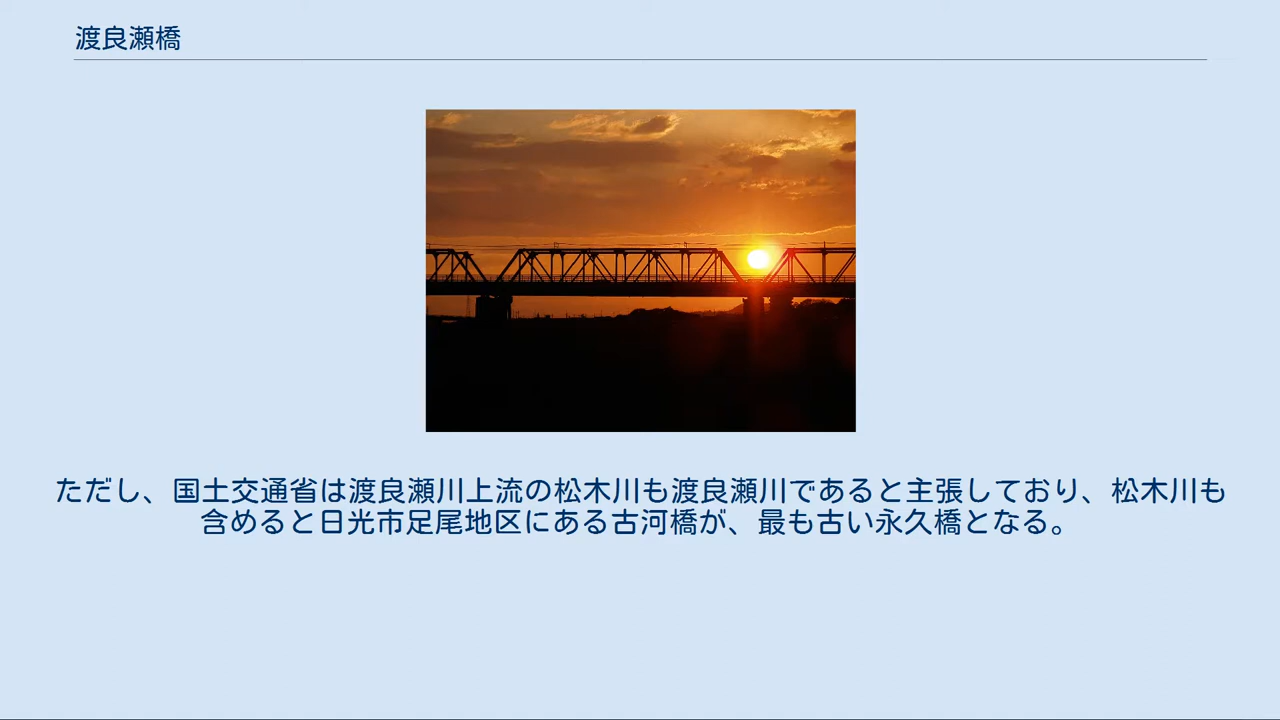 渡良瀬橋
ただし、国土交通省は渡良瀬川上流の松木川も渡良瀬川であると主張しており、松木川も
含めると日光市足尾地区にある古河橋が、最も古い永久橋となる。